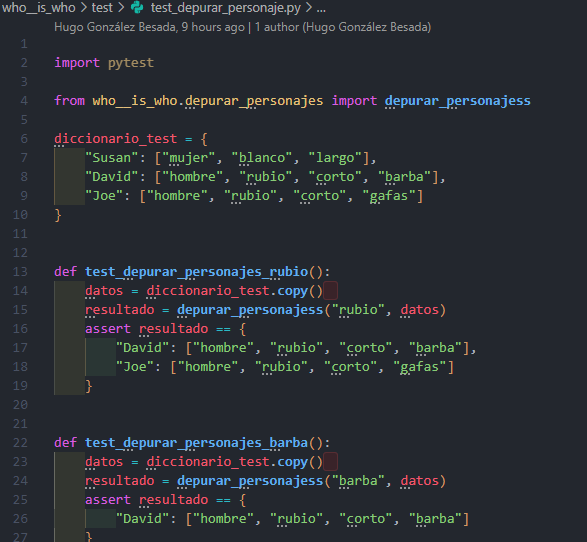 who__is_who > test > test_depurar_personaje.py > ...
Hugo González Besada, 9 hours ago | 1 author (Hugo González Besada)
1
2 import pytest
3
4 from who__is_who.depurar_personajes import depurar_personajess
5
6 diccionario_test = {
7     "Susan": ["mujer", "blanco", "largo"],
8     "David": ["hombre", "rubio", "corto", "barba"],
9     "Joe": ["hombre", "rubio", "corto", "gafas"]
10 }
11
12
13 def test_depurar_personajes_rubio():
14     datos = diccionario_test.copy()
15     resultado = depurar_personajess("rubio", datos)
16     assert resultado == {
17         "David": ["hombre", "rubio", "corto", "barba"],
18         "Joe": ["hombre", "rubio", "corto", "gafas"]
19     }
20
21
22 def test_depurar_personajes_barba():
23     datos = diccionario_test.copy()
24     resultado = depurar_personajess("barba", datos)
25     assert resultado == {
26         "David": ["hombre", "rubio", "corto", "barba"]
27     }